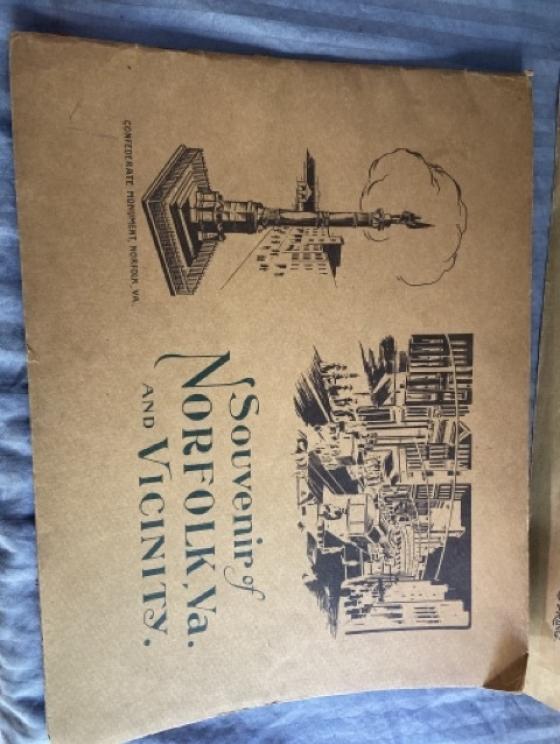 CONFEDERATE MONUMENT, NORFOLK, VA.
Souvenir of
NORFOLK, Va.
AND VICINITY.